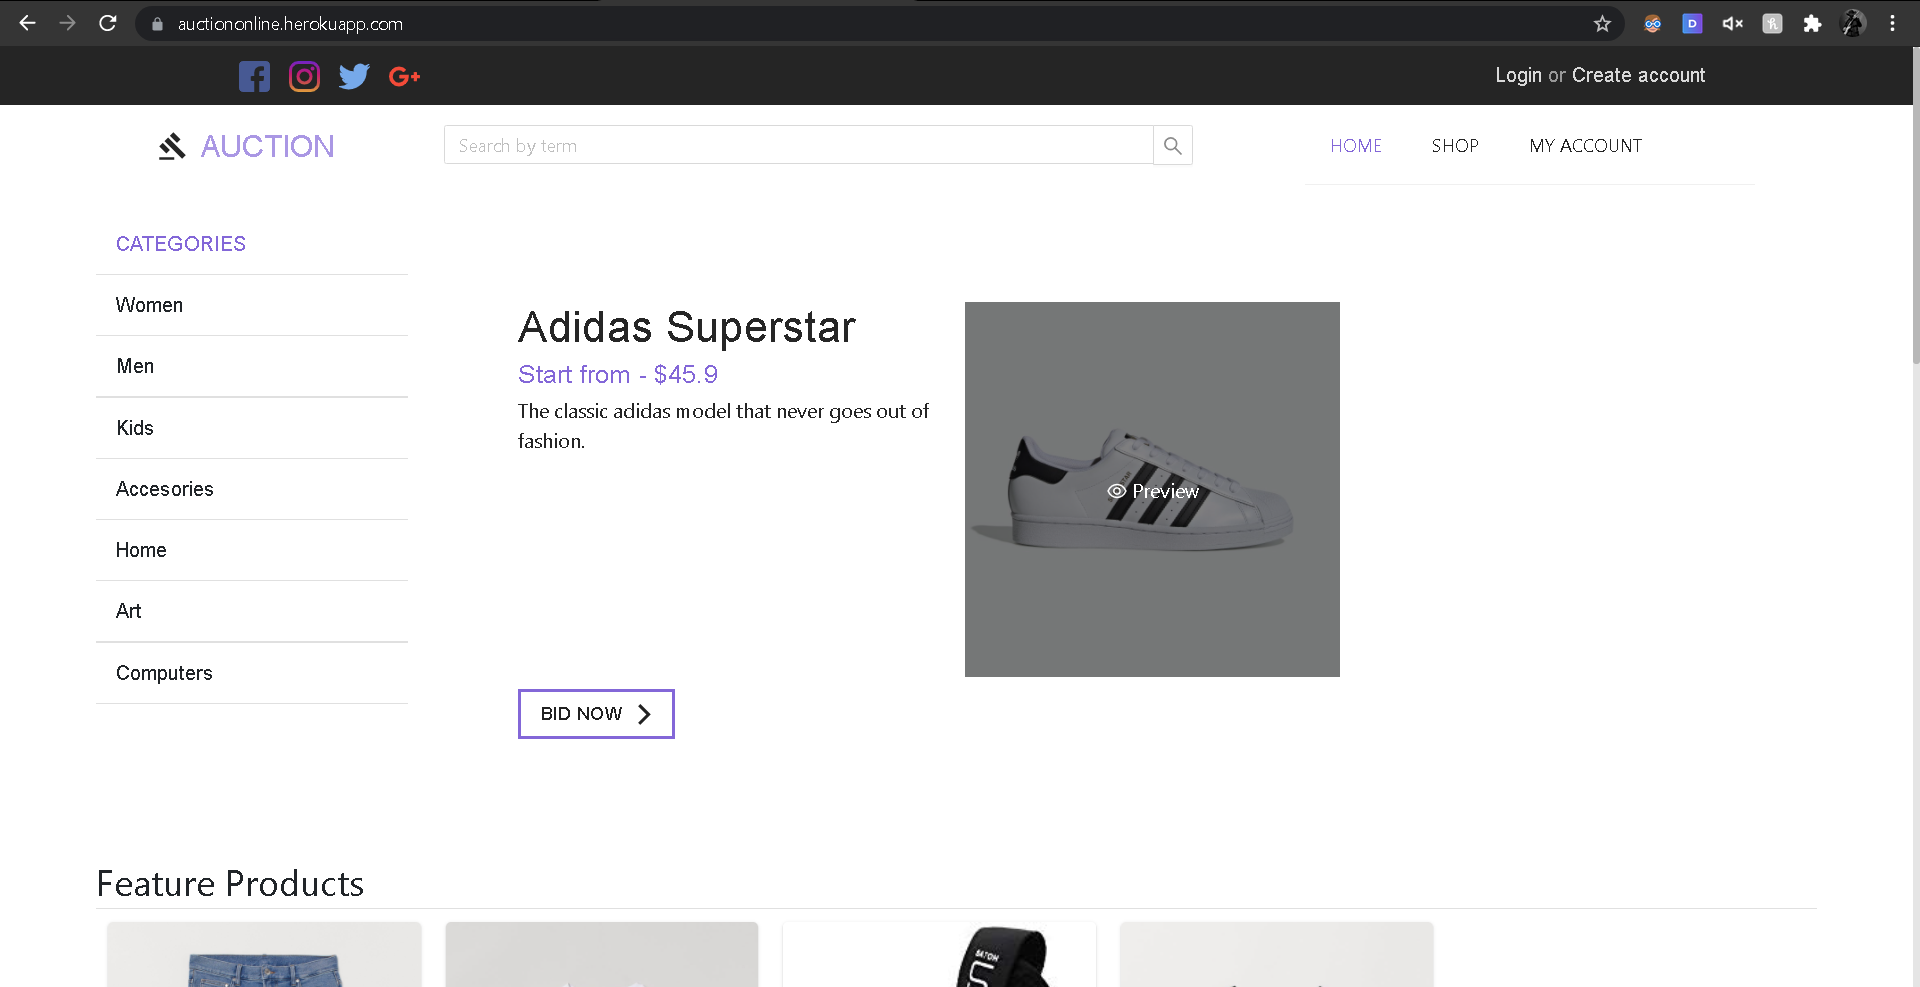 auctiononline.herokuapp.com
Login or Create account
AUCTION
Search by term
HOME
SHOP
MY ACCOUNT
CATEGORIES
Women
Men
Kids
Accesories
Home
Art
Computers
Adidas Superstar
Start from - $45.9
The classic adidas model that never goes out of
fashion.
Preview
BID NOW
Feature Products